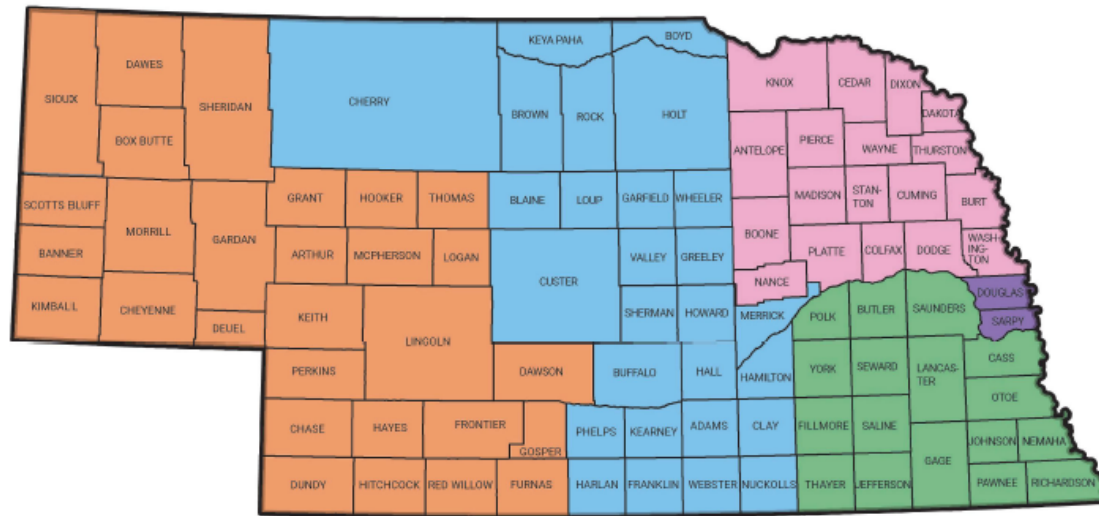 KEYA PAHA
BOYD
DAWES
SIOUX
SHERIDAN
CHERRY
BROWN
ROCK
HOLT
KNOX
CEDAR
DIXON
DAKOTA
BOX BUTTE
ANTELOPE
PIERCE
WAYNE
THURSTON
SCOTTS BLUFF
MORRILL
GARDAN
GRANT
HOOKER
THOMAS
BLAINE
LOUP
GARFIELD
WHEELER
MADISON
STAN-
TON
CUMING
BURT
BANNER
ARTHUR
MCPHERSON
LOGAN
CUSTER
VALLEY
GREELEY
BOONE
PLATTE
COLFAX
DODGE
WASH-
ING-
TON
NANCE
KIMBALL
CHEYENNE
DEUEL
KEITH
LINGOLN
SHERMAN
HOWARD
MERRICK
POLK
BUTLER
SAUNDERS
DOUGLAS
SARPY
PERKINS
DAWSON
BUFFALO
HALL
HAMILTON
YORK
SEWARD
LANCAS-
TER
CASS
OTOE
CHASE
HAYES
FRONTIER
GOSPER
PHELPS
KEARNEY
ADAMS
CLAY
FILLMORE
SALINE
GAGE
JOHNSON
NEMAHA
DUNDY
HITCHCOCK
RED WILLOW
FURNAS
HARLAN
FRANKLIN
WEBSTER
NUCKOLLS
THAYER
JEFFERSON
PAWNEE
RICHARDSON